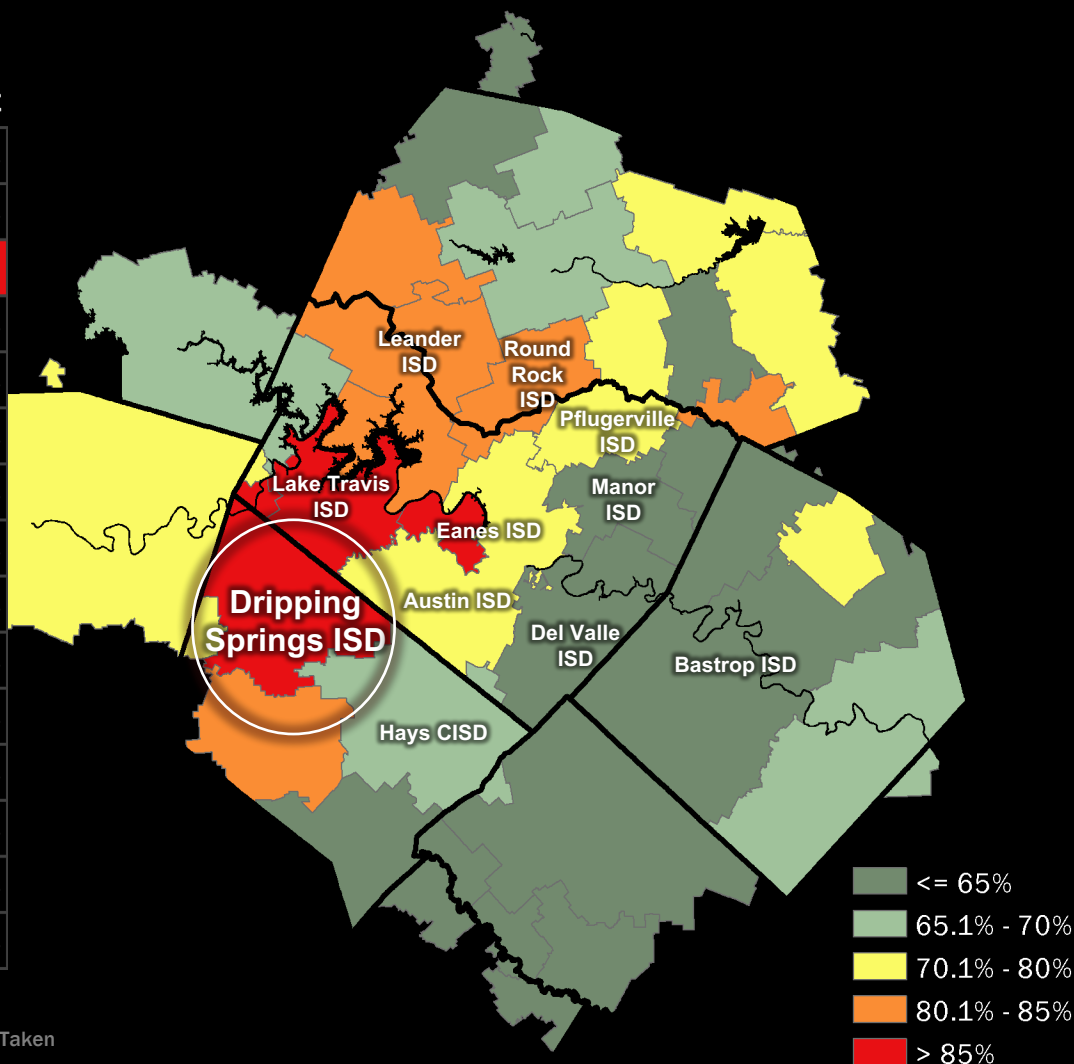 Leander
ISD
Round
Rock
ISD
Pflugerville
ISD
Lake Travis
ISD
Manor
ISD
Eanes ISD
Dripping
Springs ISD
Austin ISD
Del Valle
ISD
Bastrop ISD
Hays CISD
<= 65%
65.1% - 70%
70.1% - 80%
80.1% - 85%
> 85%
Taken